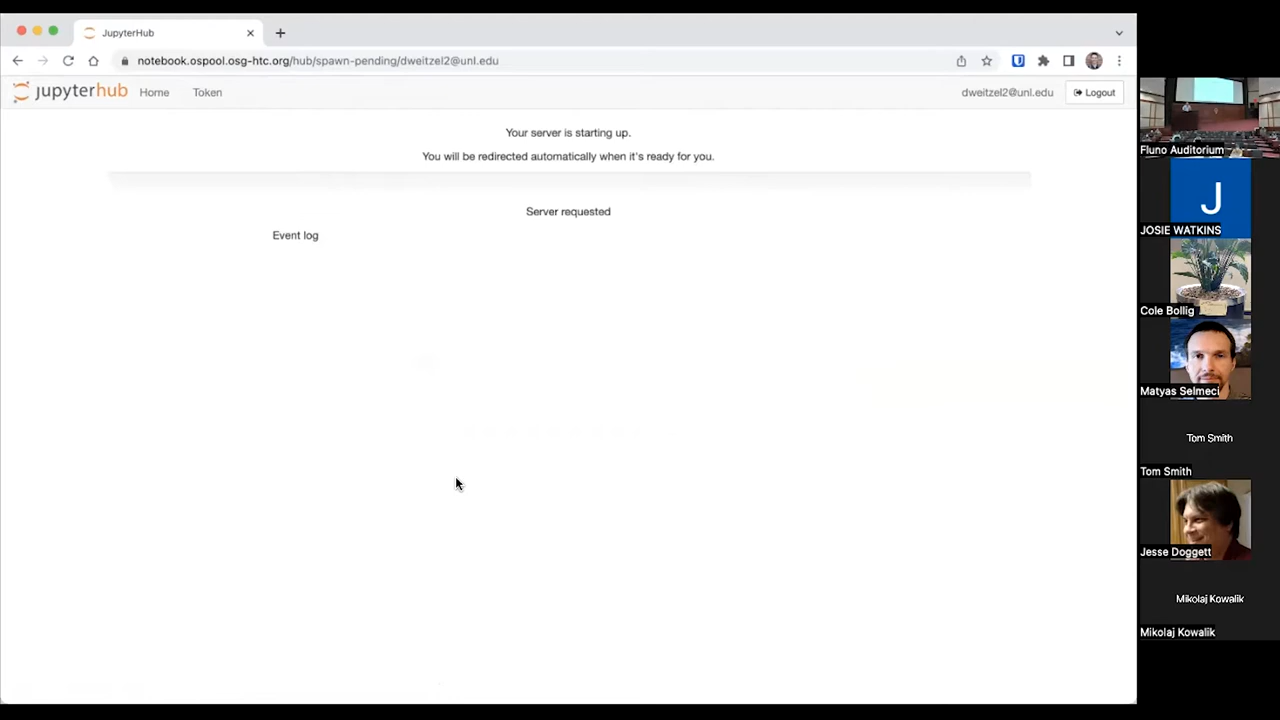 JupyterHub
notebook.ospool.osg-htc.org/hub/spawn-pending/dweitzel2@unl.edu
jupyterhub
Home
Token
dweitzel2@unl.edu
Logout
Your server is starting up.
You will be redirected automatically when it's ready for you.
Server requested
Event log
Fluno Auditorium
J
JOSIE WATKINS
Cole Bollig
Matyas Selmeci
Tom Smith
Tom Smith
Jesse Doggett
Mikolaj Kowalik
Mikolaj Kowalik